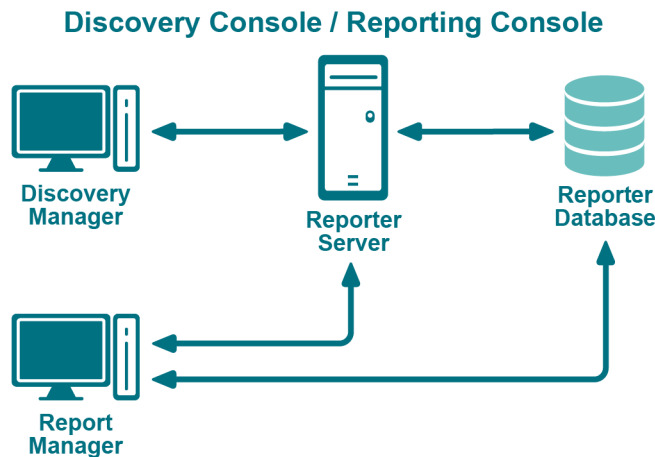 Discovery Console / Reporting Console
Discovery
Manager
Reporter
Server
Reporter
Database
Report
Manager